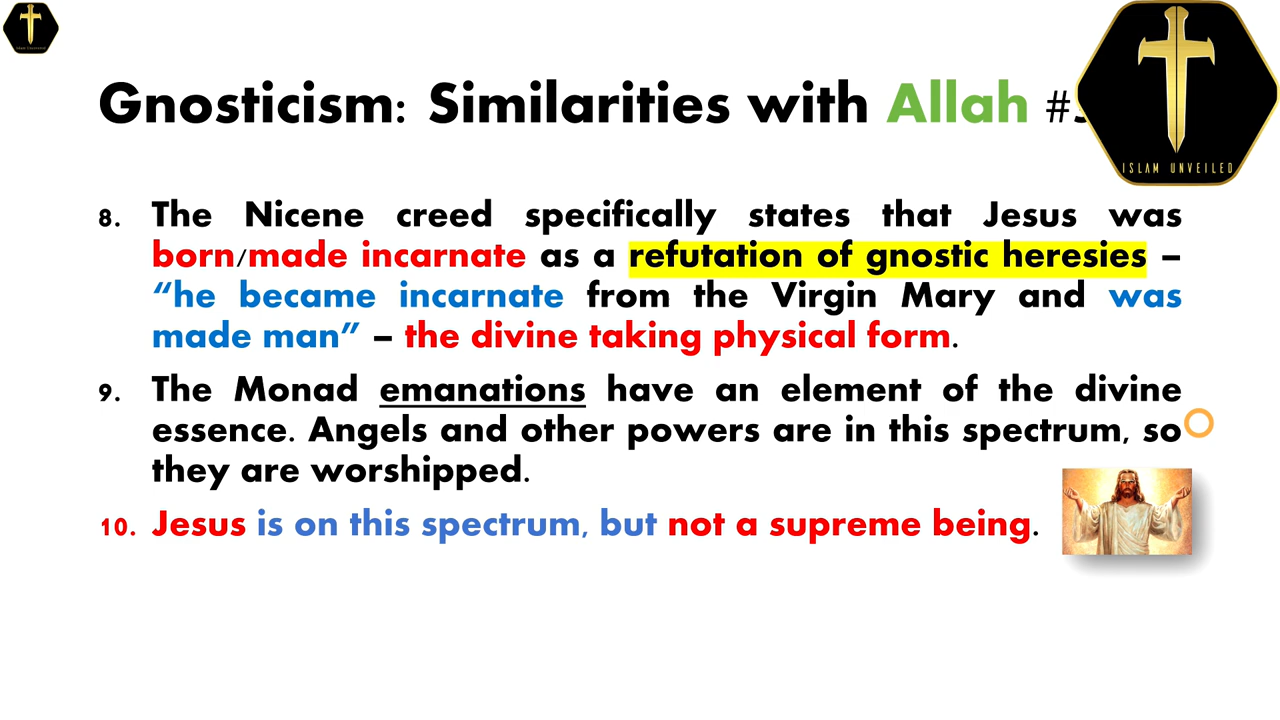 Gnosticism: Similarities with Allah #
ISLAM UNVEILED
8. The Nicene creed specifically states that Jesus was
born/made incarnate as a refutation of gnostic heresies –
“he became incarnate from the Virgin Mary and was
made man” – the divine taking physical form.
9. The Monad emanations have an element of the divine
essence. Angels and other powers are in this spectrum, so
they are worshipped.
10. Jesus is on this spectrum, but not a supreme being.